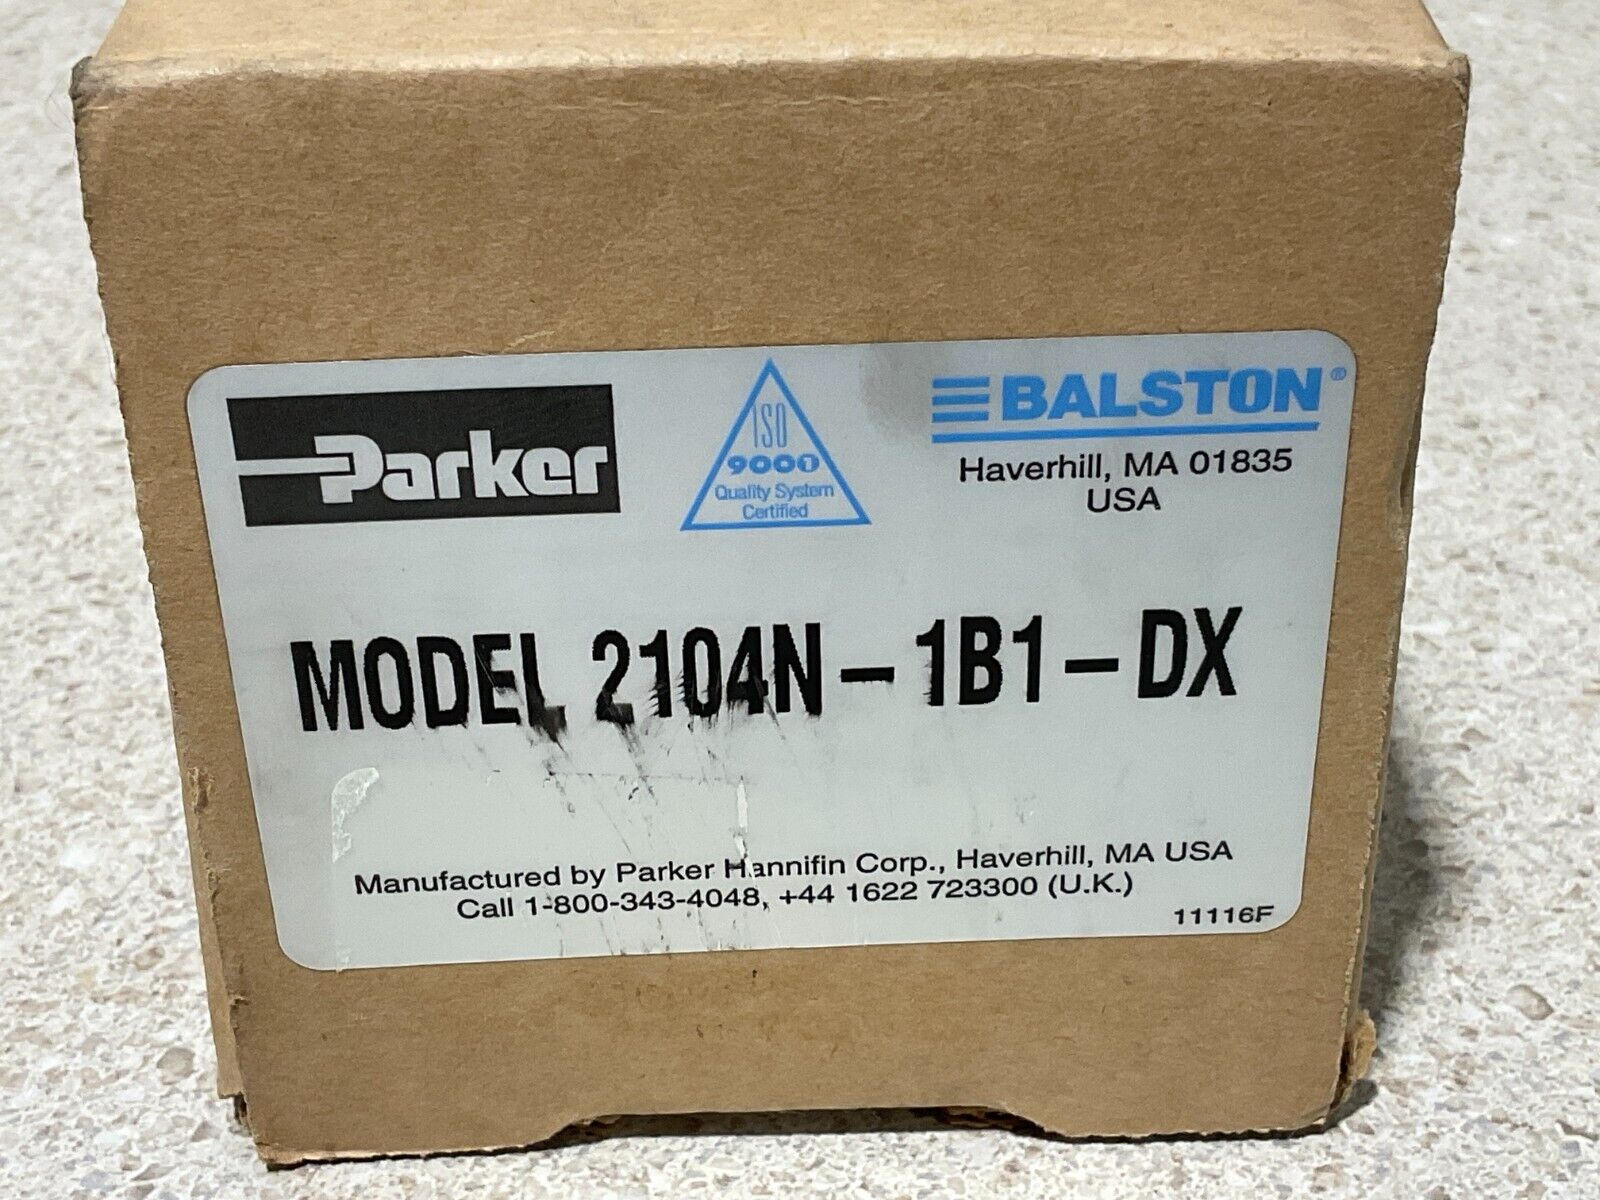 Parker
ISO
9001
Quality System
Certified
BALSTON®
Haverhill, MA 01835
USA
MODEL 2104N-1B1-DX
Manufactured by Parker Hannifin Corp., Haverhill, MA USA
Call 1-800-343-4048, +44 1622 723300 (U.K.)
11116F